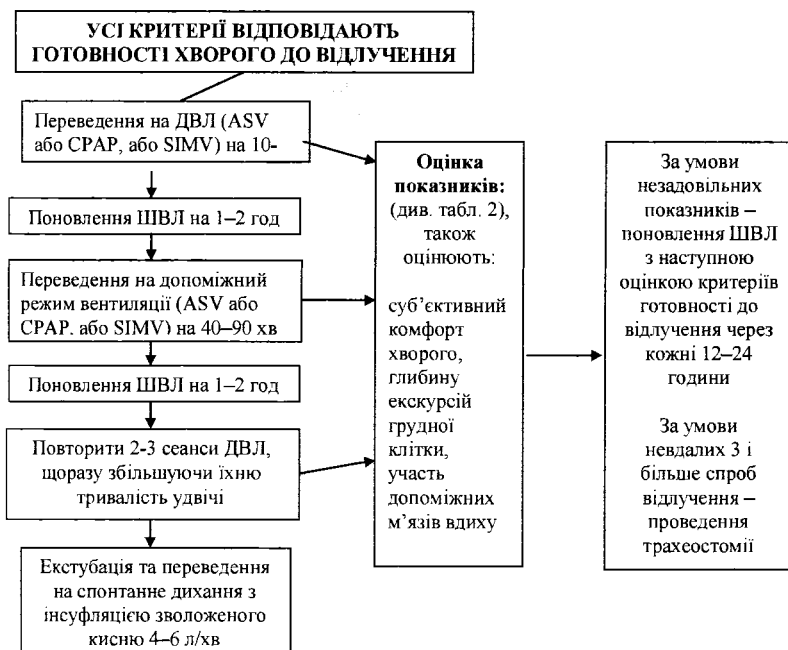 УСІ КРИТЕРІЇ ВІДПОВІДАЮТЬ
ГОТОВНОСТІ ХВОРОГО ДО ВІДЛУЧЕННЯ
Переведення на ДВЛ (ASV
або CPAP, або SIMV) на 10-
Поновлення ШВЛ на 1–2 год
Переведення на допоміжний
режим вентиляції (ASV або
CPAP, або SIMV) на 40–90 хв
Поновлення ШВЛ на 1–2 год
Повторити 2-3 сеанси ДВЛ,
щоразу збільшуючи їхню
тривалість удвічі
Екстубація та переведення
на спонтанне дихання з
інсуфляцією зволоженого
кисню 4–6 л/хв
Оцінка
показників:
(див. табл. 2),
також
оцінюють:
суб’єктивний
комфорт
хворого,
глибину
екскурсій
грудної
клітки,
участь
допоміжних
м’язів вдиху
За умови
незадовільних
показників –
поновлення ШВЛ
з наступною
оцінкою критеріїв
готовності до
відлучення через
кожні 12–24
години
За умови
невдалих 3 і
більше спроб
відлучення –
проведення
трахеостомії